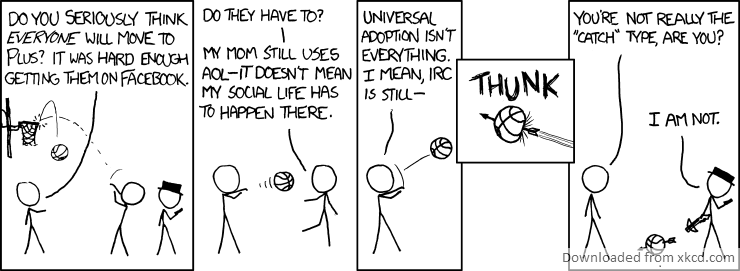 DO YOU SERIOUSLY THINK
EVERYONE WILL MOVE TO
PLUS? IT WAS HARD ENOUGH
GETTING THEM ON FACEBOOK.
DO THEY HAVE TO?
MY MOM STILL USES
AOL—IT DOESN'T MEAN
MY SOCIAL LIFE HAS
TO HAPPEN THERE.
UNIVERSAL
ADOPTION ISN'T
EVERYTHING.
I MEAN, IRC
IS STILL—
THUNK
YOU'RE NOT REALLY THE
"CATCH" TYPE, ARE YOU?
I AM NOT.
Downloaded from xkcd.com